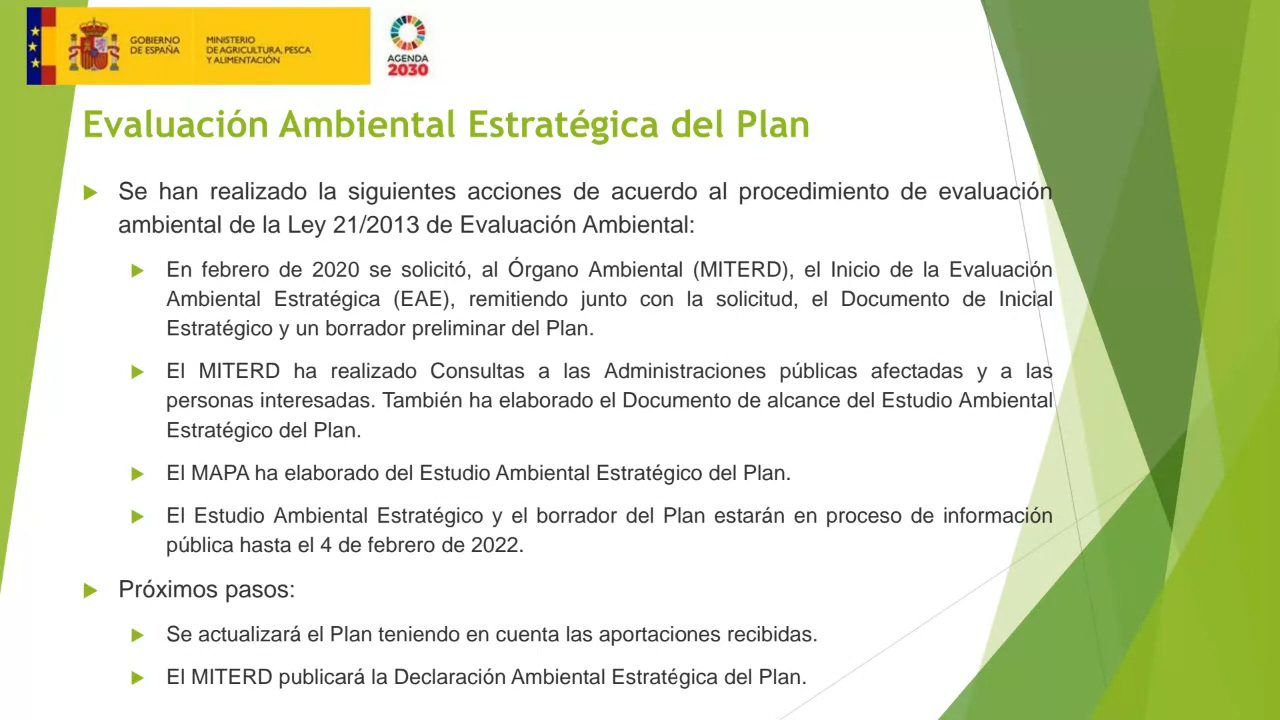 GOBIERNO
DE ESPAÑA
MINISTERIO
DE AGRICULTURA, PESCA
Y ALIMENTACIÓN
AGENDA
2030
Evaluación Ambiental Estratégica del Plan
Se han realizado la siguientes acciones de acuerdo al procedimiento de evaluación
ambiental de la Ley 21/2013 de Evaluación Ambiental:
En febrero de 2020 se solicitó, al Órgano Ambiental (MITERD), el Inicio de la Evaluación
Ambiental Estratégica (EAE), remitiendo junto con la solicitud, el Documento de Inicial
Estratégico y un borrador preliminar del Plan.
El MITERD ha realizado Consultas a las Administraciones públicas afectadas y a las
personas interesadas. También ha elaborado el Documento de alcance del Estudio Ambiental
Estratégico del Plan.
El MAPA ha elaborado del Estudio Ambiental Estratégico del Plan.
El Estudio Ambiental Estratégico y el borrador del Plan estarán en proceso de información
pública hasta el 4 de febrero de 2022.
Próximos pasos:
Se actualizará el Plan teniendo en cuenta las aportaciones recibidas.
El MITERD publicará la Declaración Ambiental Estratégica del Plan.